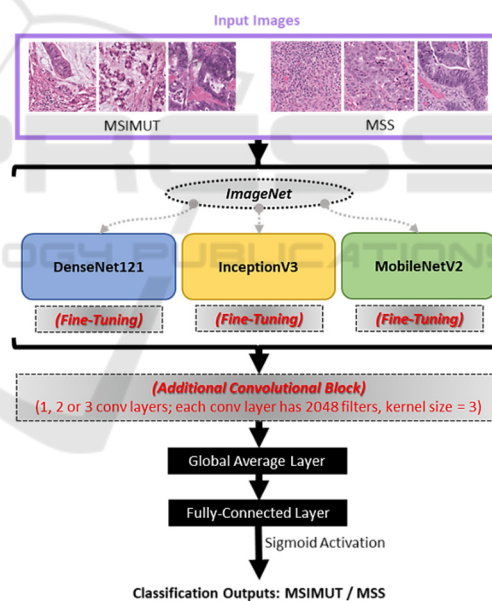 Input Images
MSIMUT
MSS
ImageNet
DenseNet121
InceptionV3
MobileNetV2
(Fine-Tuning)
(Fine-Tuning)
(Fine-Tuning)
(Additional Convolutional Block)
(1, 2 or 3 conv layers; each conv layer has 2048 filters, kernel size = 3)
Global Average Layer
Fully-Connected Layer
Sigmoid Activation
Classification Outputs: MSIMUT / MSS